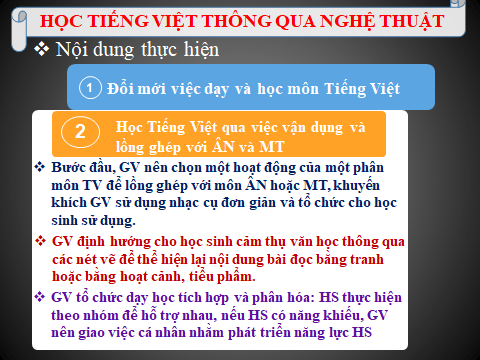 HỌC TIẾNG VIỆT THÔNG QUA NGHỆ THUẬT
❖ Nội dung thực hiện
1 Đổi mới việc dạy và học môn Tiếng Việt
2 Học Tiếng Việt qua việc vận dụng và
lồng ghép với ÂN và MT
❖ Bước đầu, GV nên chọn một hoạt động của một phân
môn TV để lồng ghép với môn ÂN hoặc MT, khuyến
khích GV sử dụng nhạc cụ đơn giản và tổ chức cho học
sinh sử dụng.
❖ GV định hướng cho học sinh cảm thụ văn học thông qua
các nét vẽ để thể hiện lại nội dung bài đọc bằng tranh
hoặc bằng hoạt cảnh, tiểu phẩm.
❖ GV tổ chức dạy học tích hợp và phân hóa: HS thực hiện
theo nhóm để hỗ trợ nhau, nếu HS có năng khiếu, GV
nên giao việc cá nhân nhằm phát triển năng lực HS